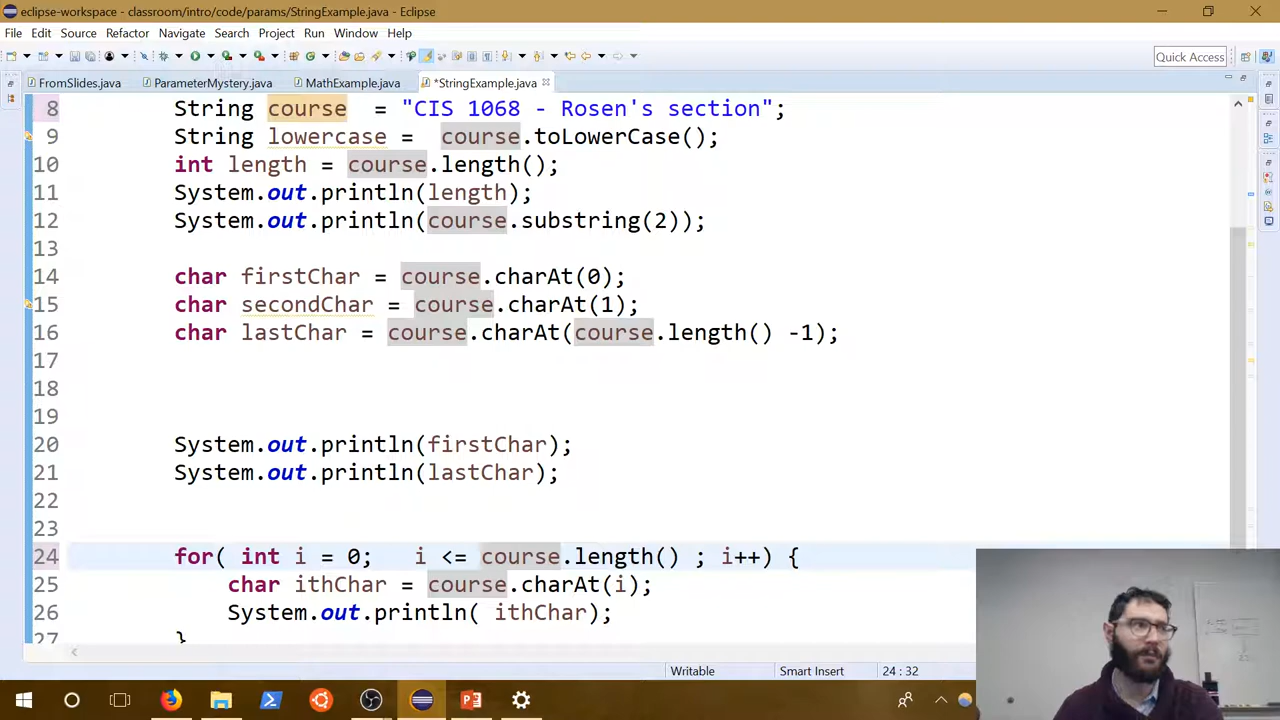 eclipse-workspace - classroom/intro/code/params/StringExample.java - Eclipse
File Edit Source Refactor Navigate Search Project Run Window Help
Quick Access
FromSlides.java ParameterMystery.java MathExample.java *StringExample.java
8 String course = "CIS 1068 - Rosen's section";
9 String lowercase = course.toLowerCase();
10 int length = course.length();
11 System.out.println(length);
12 System.out.println(course.substring(2));
13
14 char firstChar = course.charAt(0);
15 char secondChar = course.charAt(1);
16 char lastChar = course.charAt(course.length() -1);
17
18
19
20 System.out.println(firstChar);
21 System.out.println(lastChar);
22
23
24 for( int i = 0; i <= course.length() ; i++) {
25 char ithChar = course.charAt(i);
26 System.out.println( ithChar);
27 }
Writable Smart Insert 24 : 32